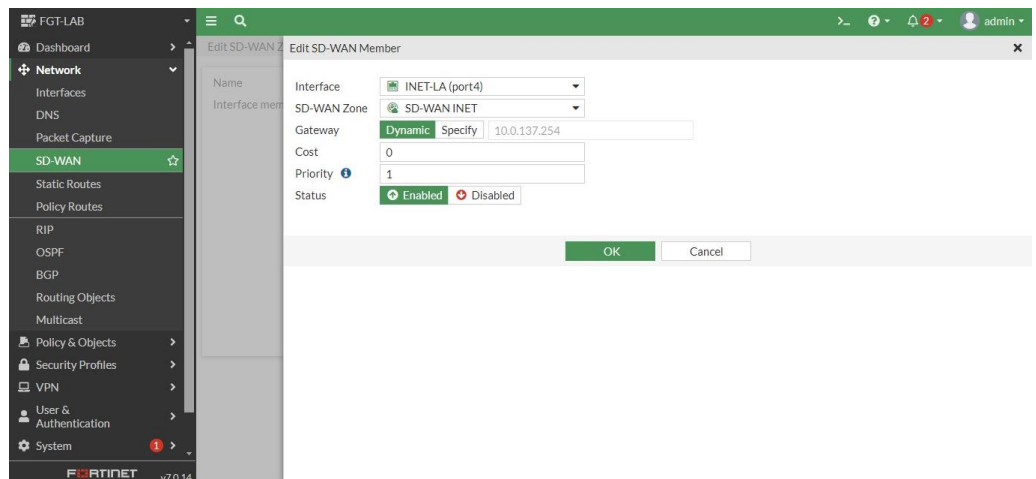 FGT-LAB
admin
2
Dashboard
Network
Interfaces
DNS
Packet Capture
SD-WAN
Static Routes
Policy Routes
RIP
OSPF
BGP
Routing Objects
Multicast
Policy & Objects
Security Profiles
VPN
User &
Authentication
System
1
FORTINET
v7.0.14
Edit SD-WAN Z
Name
Interface mem
Edit SD-WAN Member
Interface INET-LA (port4)
SD-WAN Zone SD-WAN INET
Gateway Dynamic Specify 10.0.137.254
Cost 0
Priority 1
Status Enabled Disabled
OK Cancel